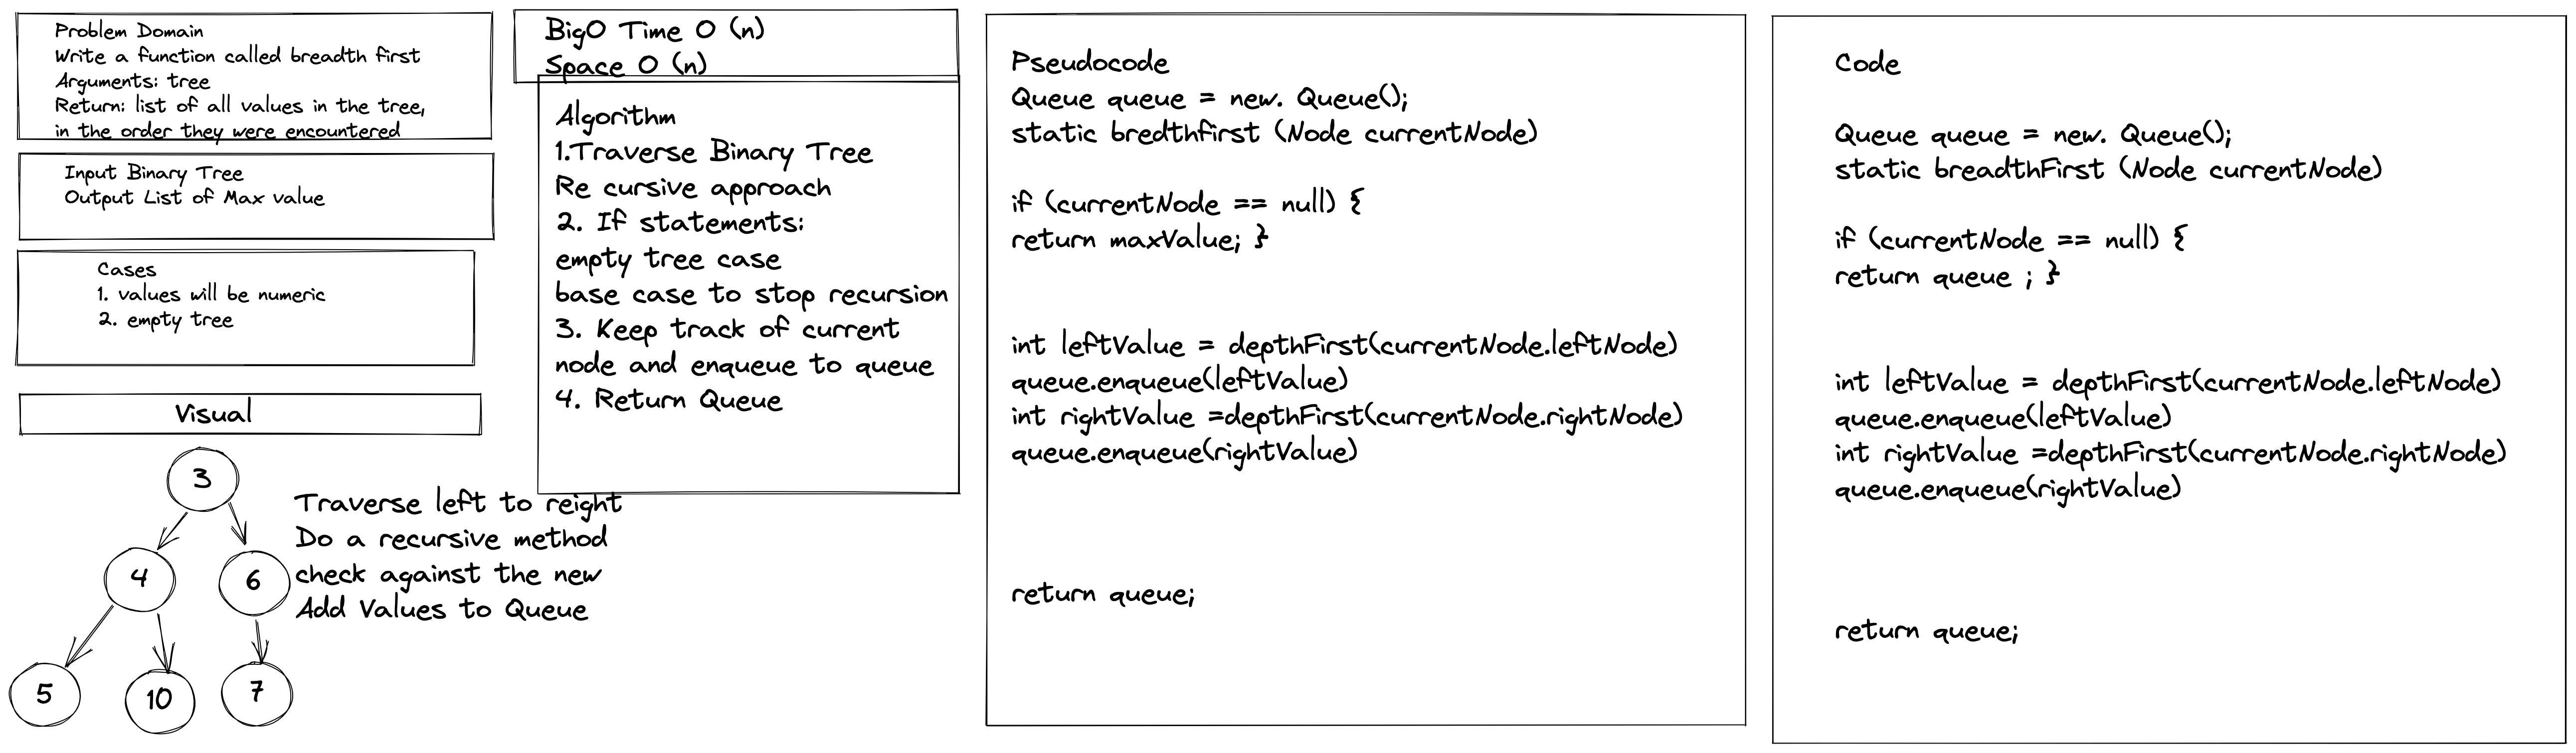 Problem Domain
Write a function called breadth first
Arguments: tree
Return: list of all values in the tree,
in the order they were encountered
Input Binary Tree
Output List of Max value
Cases
1. values will be numeric
2. empty tree
Visual
3
4
6
5
10
7
Traverse left to reight
Do a recursive method
check against the new
Add Values to Queue
BigO Time O (n)
Space O (n)
Algorithm
1.Traverse Binary Tree
Re cursive approach
2. If statements:
empty tree case
base case to stop recursion
3. Keep track of current
node and enqueue to queue
4. Return Queue
Pseudocode
Queue queue = new. Queue();
static bredthfirst (Node currentNode)
if (currentNode == null) {
return maxValue; }
int leftValue = depthFirst(currentNode.leftNode)
queue.enqueue(leftValue)
int rightValue =depthFirst(currentNode.rightNode)
queue.enqueue(rightValue)
return queue;
Code
Queue queue = new. Queue();
static breadthFirst (Node currentNode)
if (currentNode == null) {
return queue ; }
int leftValue = depthFirst(currentNode.leftNode)
queue.enqueue(leftValue)
int rightValue =depthFirst(currentNode.rightNode)
queue.enqueue(rightValue)
return queue;